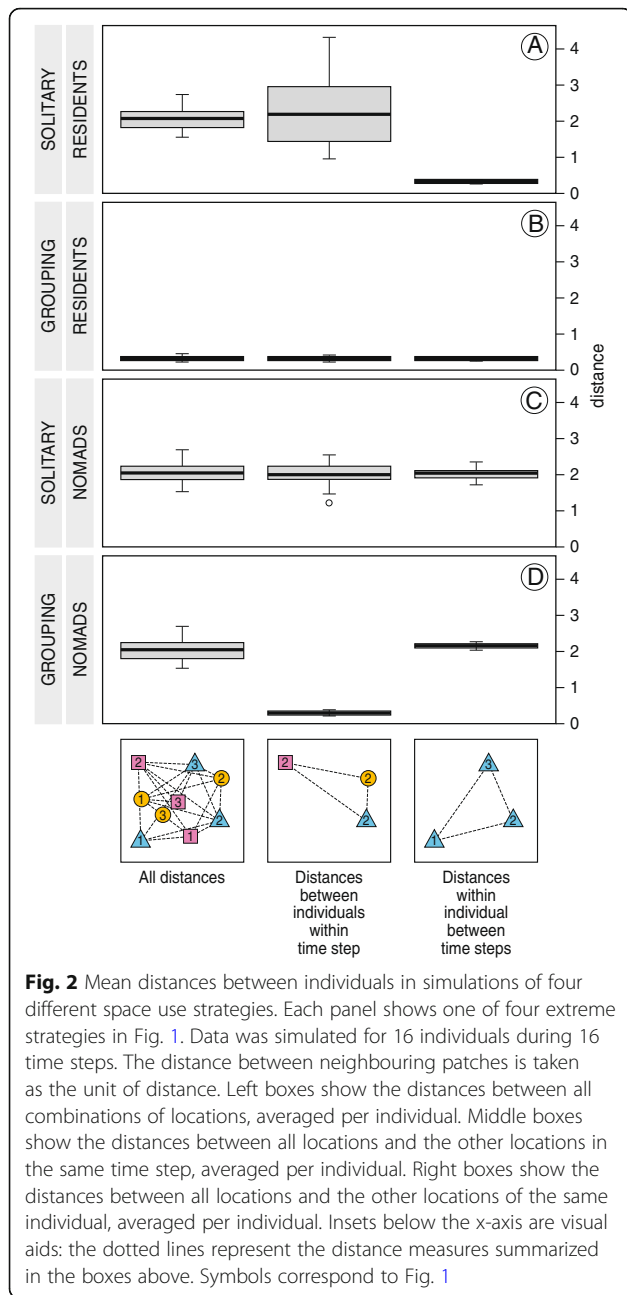 SOLITARY
RESIDENTS
A
4
3
2
1
0
GROUPING
RESIDENTS
B
4
3
2
1
0
distance
SOLITARY
NOMADS
C
4
3
2
1
0
GROUPING
NOMADS
D
4
3
2
1
0
2 3 2
1 3 3
1 1 2
2 2
2
3
1 2
All distances
Distances
between
individuals
within
time step
Distances
within
individual
between
time steps
Fig. 2 Mean distances between individuals in simulations of four
different space use strategies. Each panel shows one of four extreme
strategies in Fig. 1. Data was simulated for 16 individuals during 16
time steps. The distance between neighbouring patches is taken
as the unit of distance. Left boxes show the distances between all
combinations of locations, averaged per individual. Middle boxes
show the distances between all locations and the other locations in
the same time step, averaged per individual. Right boxes show the
distances between all locations and the other locations of the same
individual, averaged per individual. Insets below the x-axis are visual
aids: the dotted lines represent the distance measures summarized
in the boxes above. Symbols correspond to Fig. 1